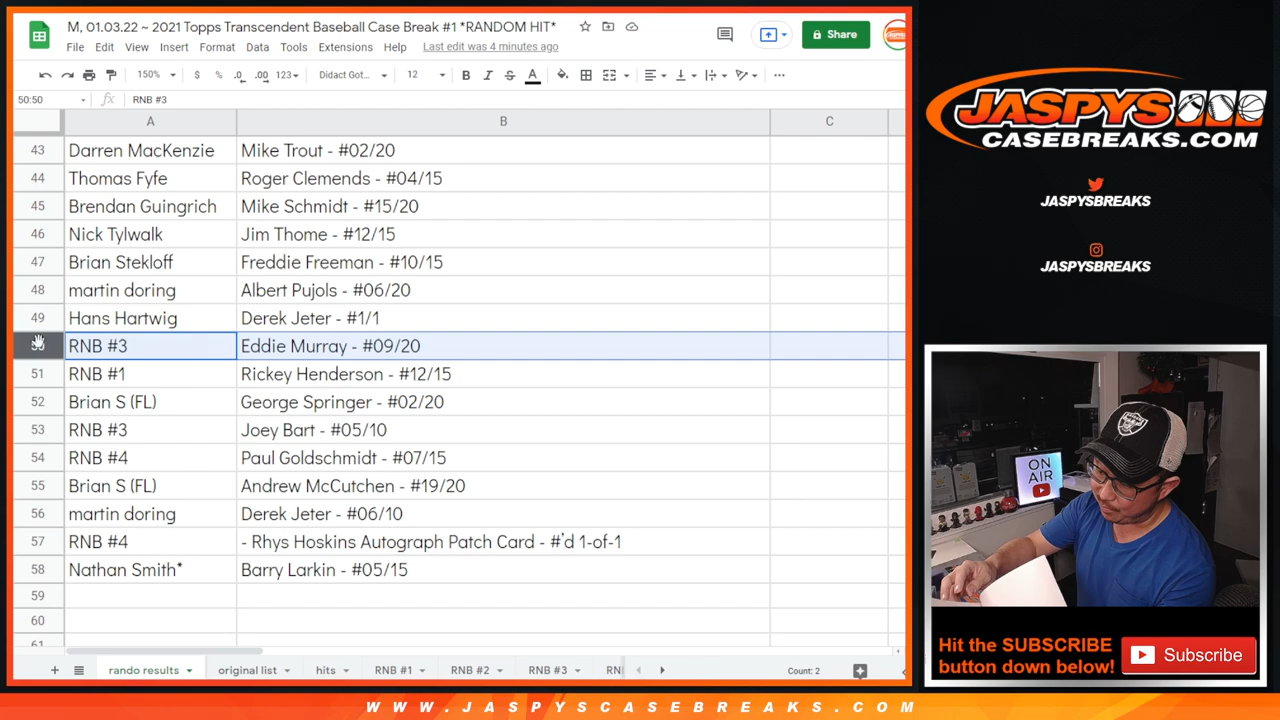 M, 01.03.22 ~ 2021 Topps Transcendent Baseball Case Break #1 *RANDOM HIT*
File Edit View Insert Format Data Tools Extensions Help Last edit was 4 minutes ago
Share
150% $ % .0 .00 123 Didact Got... 12 B I S A
50:50 fx RNB #3
A B C
43 Darren MacKenzie Mike Trout - #02/20
44 Thomas Fyfe Roger Clemends - #04/15
45 Brendan Guingrich Mike Schmidt - #15/20
46 Nick Tylwalk Jim Thome - #12/15
47 Brian Stekloff Freddie Freeman - #10/15
48 martin doring Albert Pujols - #06/20
49 Hans Hartwig Derek Jeter - #1/1
RNB #3 Eddie Murray - #09/20
51 RNB #1 Rickey Henderson - #12/15
52 Brian S (FL) George Springer - #02/20
53 RNB #3 Joey Bart - #05/10
54 RNB #4 Paul Goldschmidt - #07/15
55 Brian S (FL) Andrew McCutchen - #19/20
56 martin doring Derek Jeter - #06/10
57 RNB #4 - Rhys Hoskins Autograph Patch Card - #'d 1-of-1
58 Nathan Smith* Barry Larkin - #05/15
59
60
61
+ rando results original list hits RNB #1 RNB #2 RNB #3 RN Count: 2
JASPYS
CASEBREAKS.COM
JASPYSBREAKS
JASPYSBREAKS
ON
AIR
RAIDERS
Hit the SUBSCRIBE
button down below!
Subscribe
WWW.JASPYSCASEBREAKS.COM